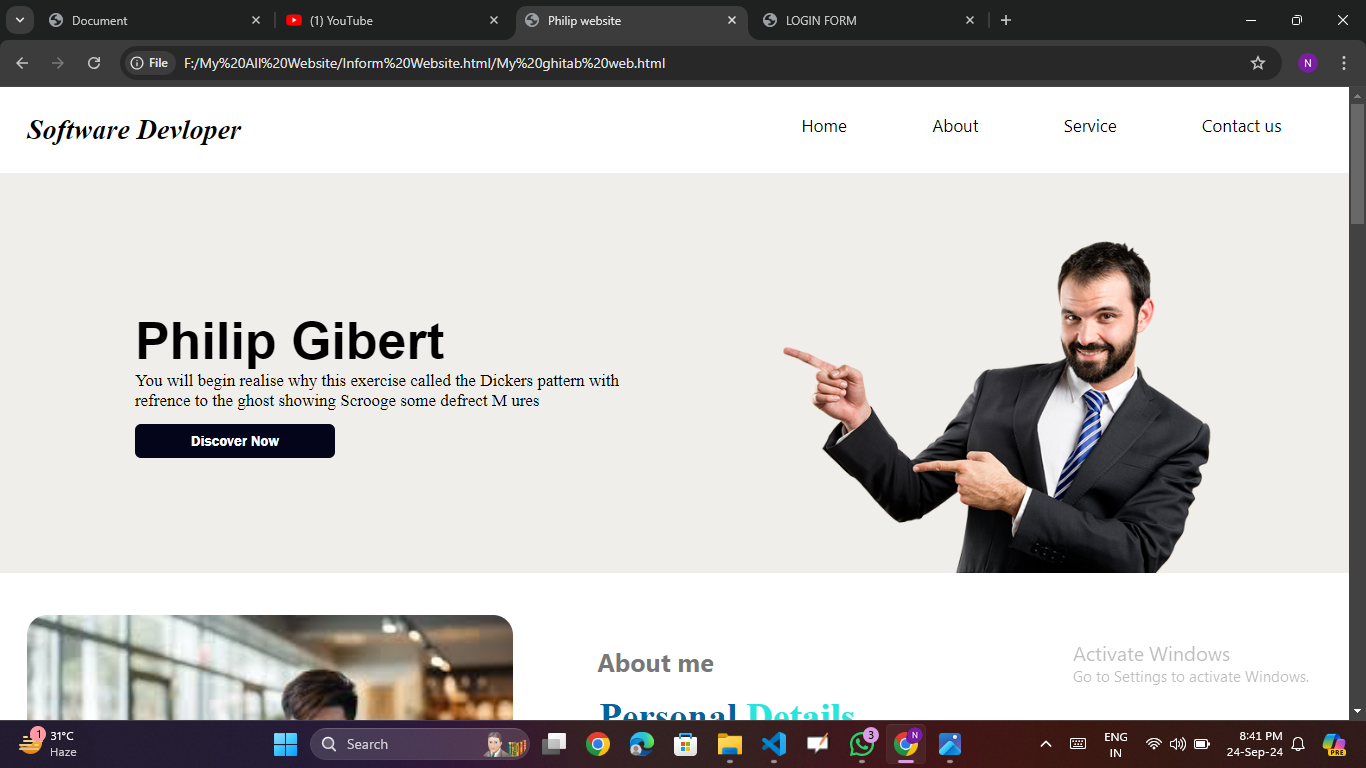 Document
(1) YouTube
Philip website
LOGIN FORM
File
F:/My%20All%20Website/Inform%20Website.html/My%20ghitab%20web.html
N
Software Devloper
Home
About
Service
Contact us
Philip Gibert
You will begin realise why this exercise called the Dickers pattern with
refrence to the ghost showing Scrooge some defrect M ures
Discover Now
About me
Personal Details
Activate Windows
Go to Settings to activate Windows.
1
31°C
Haze
Search
3
N
ENG
IN
8:41 PM
24-Sep-24
PRE